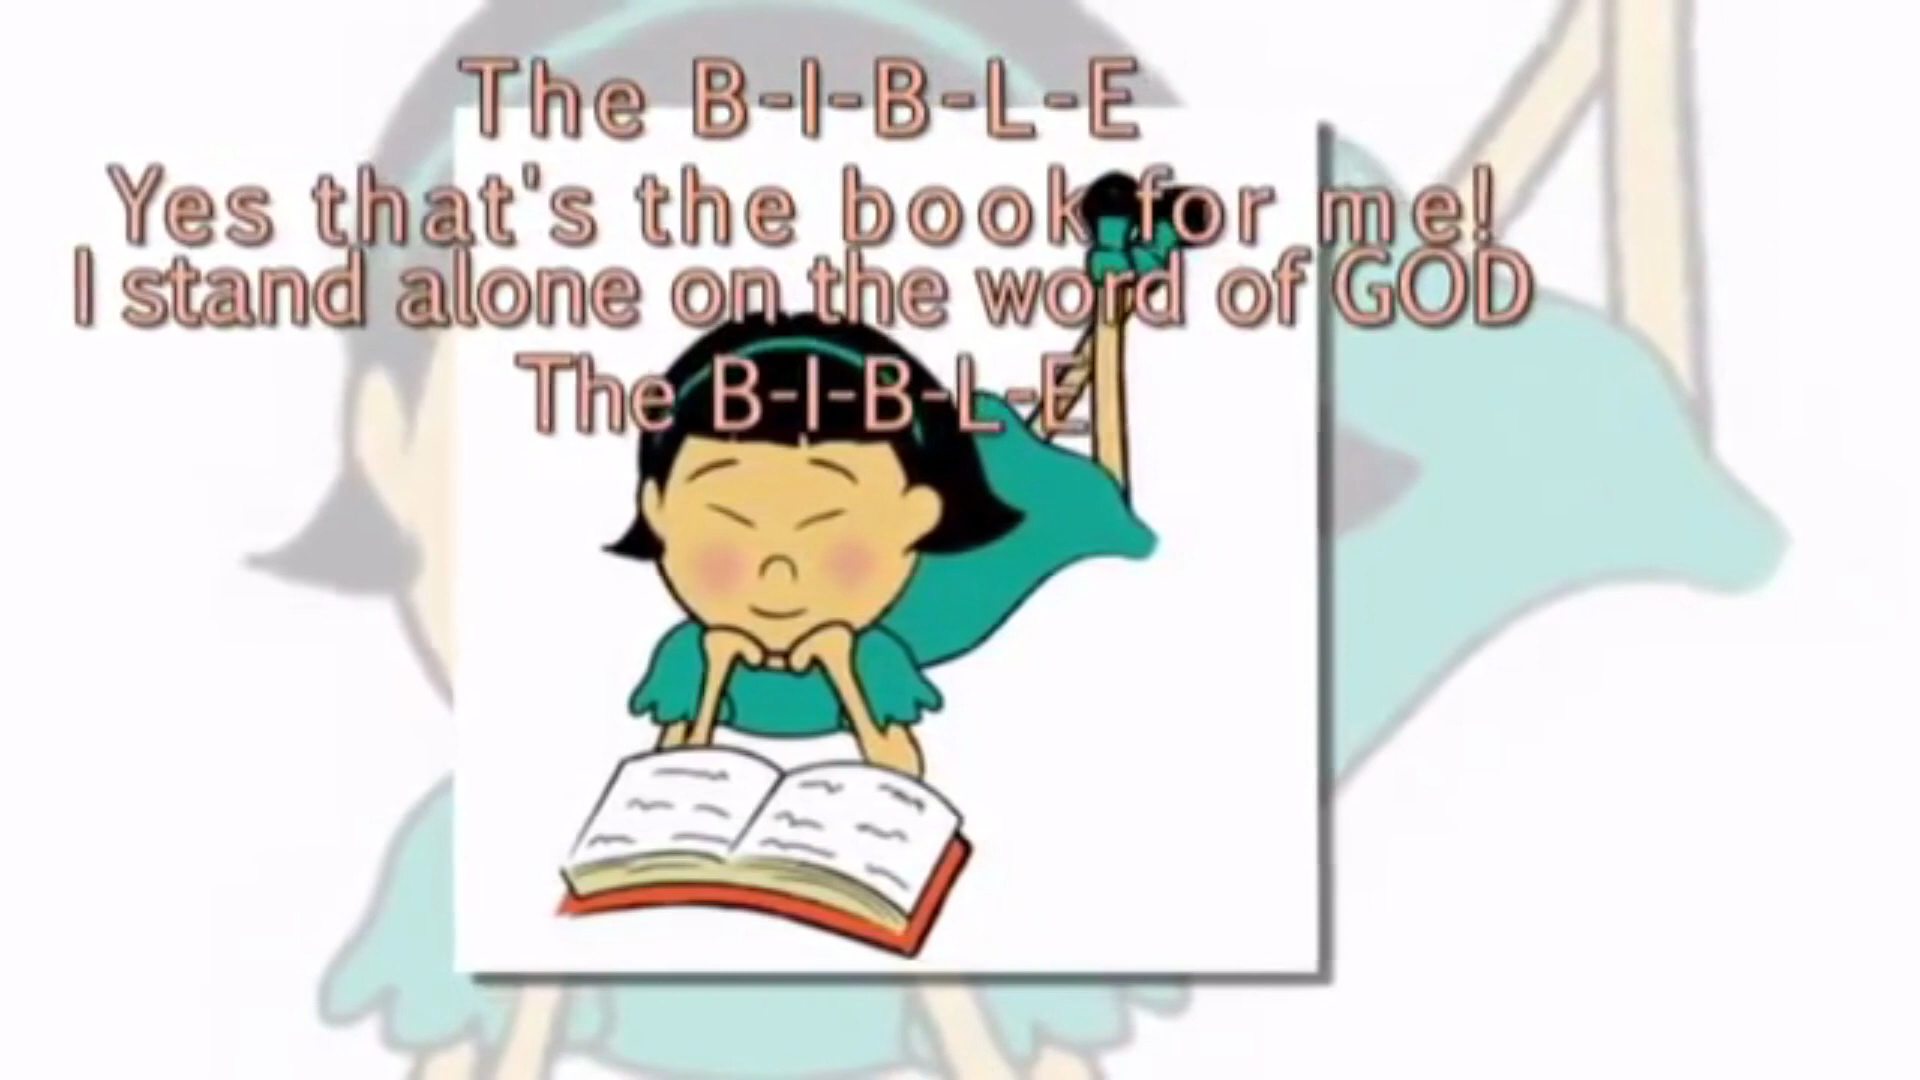 The B-I-B-L-E
Yes that's the book for me!
I stand alone on the word of GOD
The B-I-B-L-E